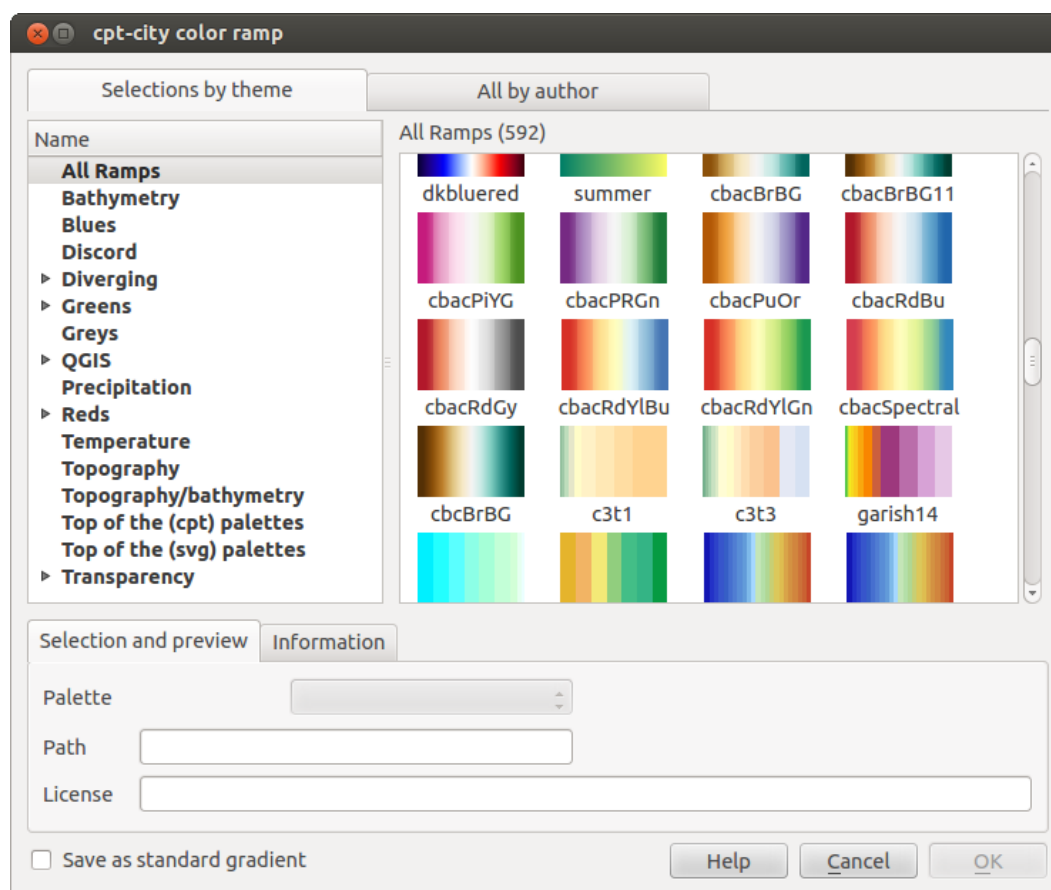 cpt-city color ramp
Selections by theme
All by author
Name
All Ramps
Bathymetry
Blues
Discord
Diverging
Greens
Greys
QGIS
Precipitation
Reds
Temperature
Topography
Topography/bathymetry
Top of the (cpt) palettes
Top of the (svg) palettes
Transparency
All Ramps (592)
dkbluered summer cbacBrBG cbacBrBG11
cbacPiYG cbacPRGn cbacPuOr cbacRdBu
cbacRdGy cbacRdYlBu cbacRdYlGn cbacSpectral
cbcBrBG c3t1 c3t3 garish14
Selection and preview
Information
Palette
Path
License
Save as standard gradient
Help
Cancel
OK